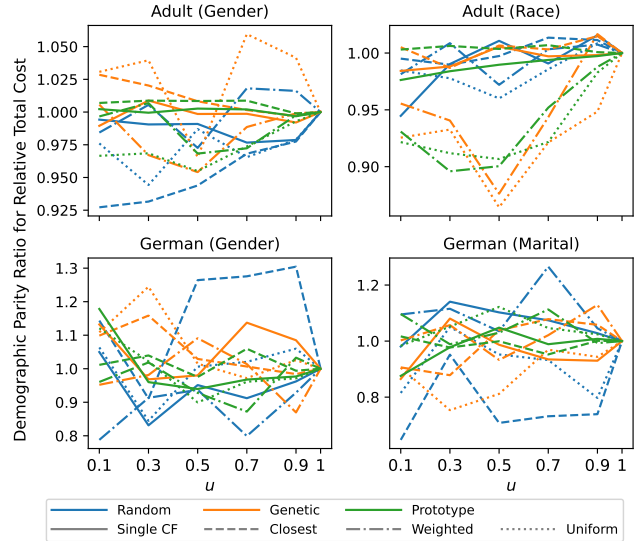 Adult (Gender)
Adult (Race)
1.050
1.025
1.000
0.975
0.950
0.925
1.00
0.95
0.90
Demographic Parity Ratio for Relative Total Cost
German (Gender)
German (Marital)
1.3
1.2
1.1
1.0
0.9
0.8
1.2
1.0
0.8
0.1 0.3 0.5 0.7 0.9 1
0.1 0.3 0.5 0.7 0.9 1
u
u
Random Genetic Prototype
Single CF Closest Weighted Uniform